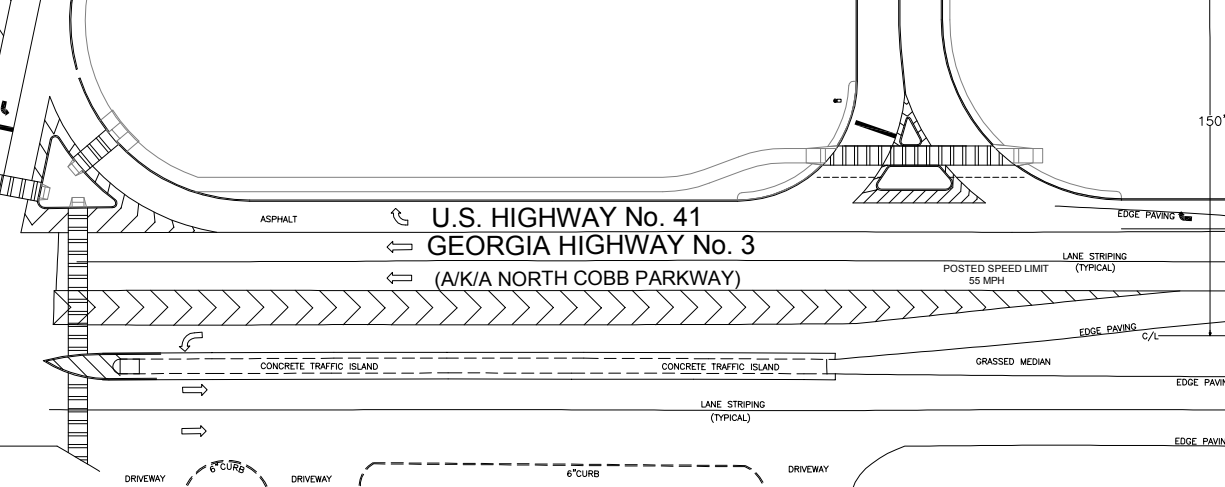 150'
ASPHALT
U.S. HIGHWAY No. 41
EDGE PAVING
GEORGIA HIGHWAY No. 3
LANE STRIPING
(TYPICAL)
(A/K/A NORTH COBB PARKWAY)
POSTED SPEED LIMIT
55 MPH
EDGE PAVING
C/L
CONCRETE TRAFFIC ISLAND
CONCRETE TRAFFIC ISLAND
GRASSED MEDIAN
EDGE PAVIN
LANE STRIPING
(TYPICAL)
EDGE PAVIN
DRIVEWAY
6"CURB
DRIVEWAY
6"CURB
DRIVEWAY